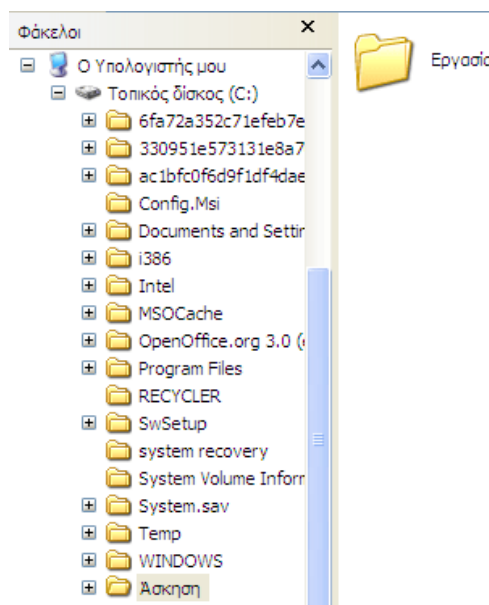 Φάκελοι
Ο Υπολογιστής μου
Τοπικός δίσκος (C:)
6fa72a352c71efeb7e
330951e573131e8a7
ac1bfc0f6d9f1df4dae
Config.Msi
Documents and Settin
i386
Intel
MSOCache
OpenOffice.org 3.0 (
Program Files
RECYCLER
SwSetup
system recovery
System Volume Inforr
System.sav
Temp
WINDOWS
Άσκηση
Εργασία